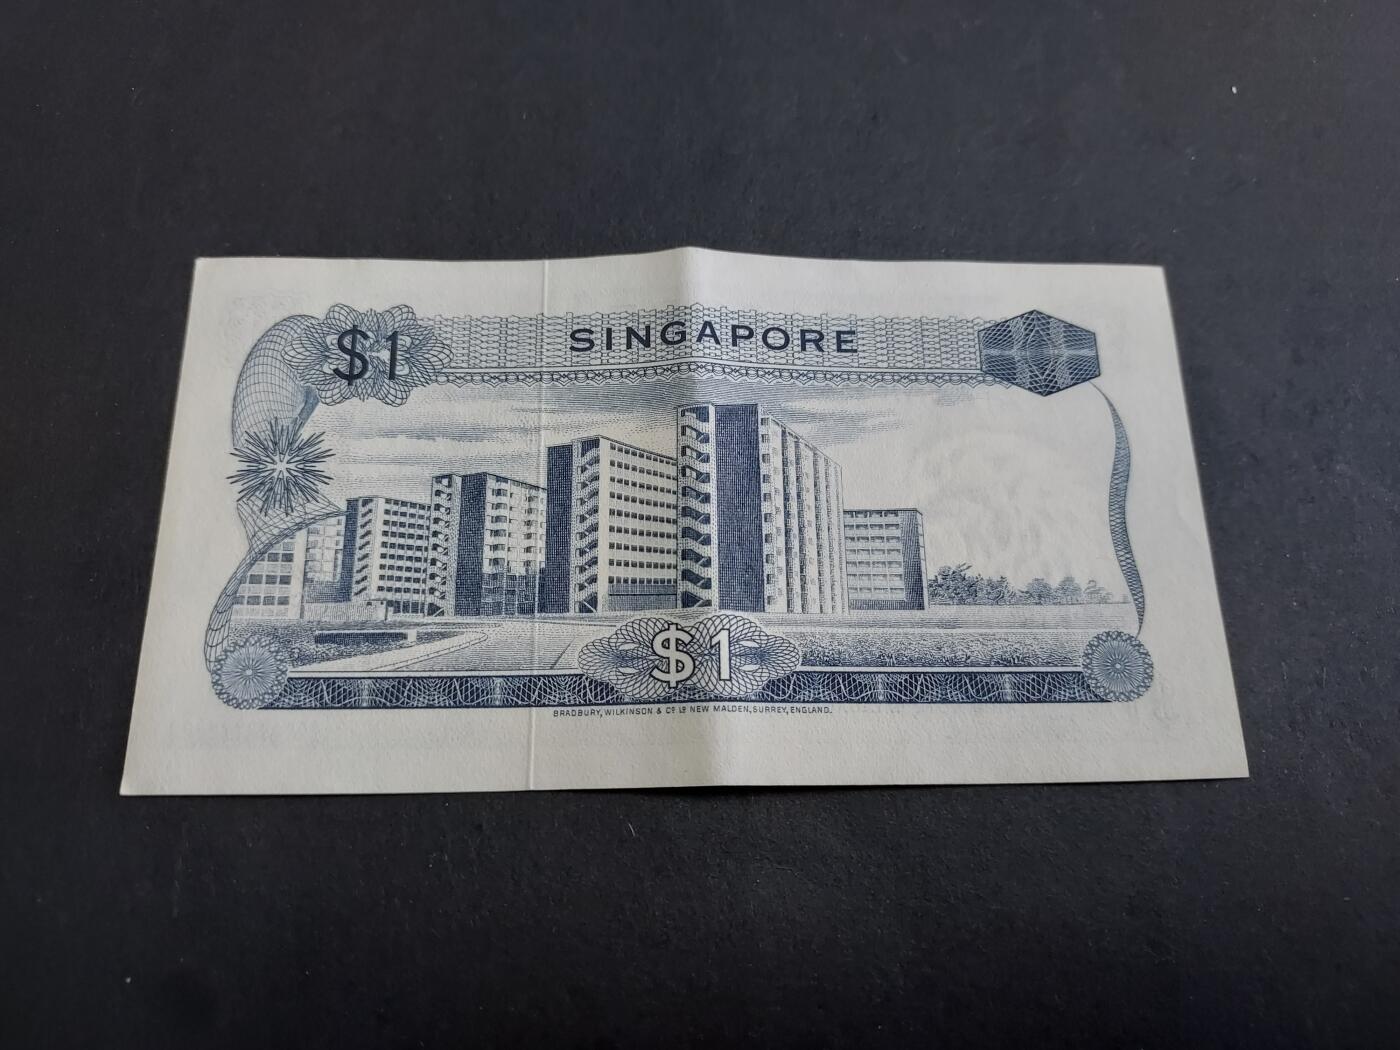 $1
SINGAPORE
$1
BRADBURY, WILKINSON & Cº Lº NEW MALDEN, SURREY, ENGLAND.